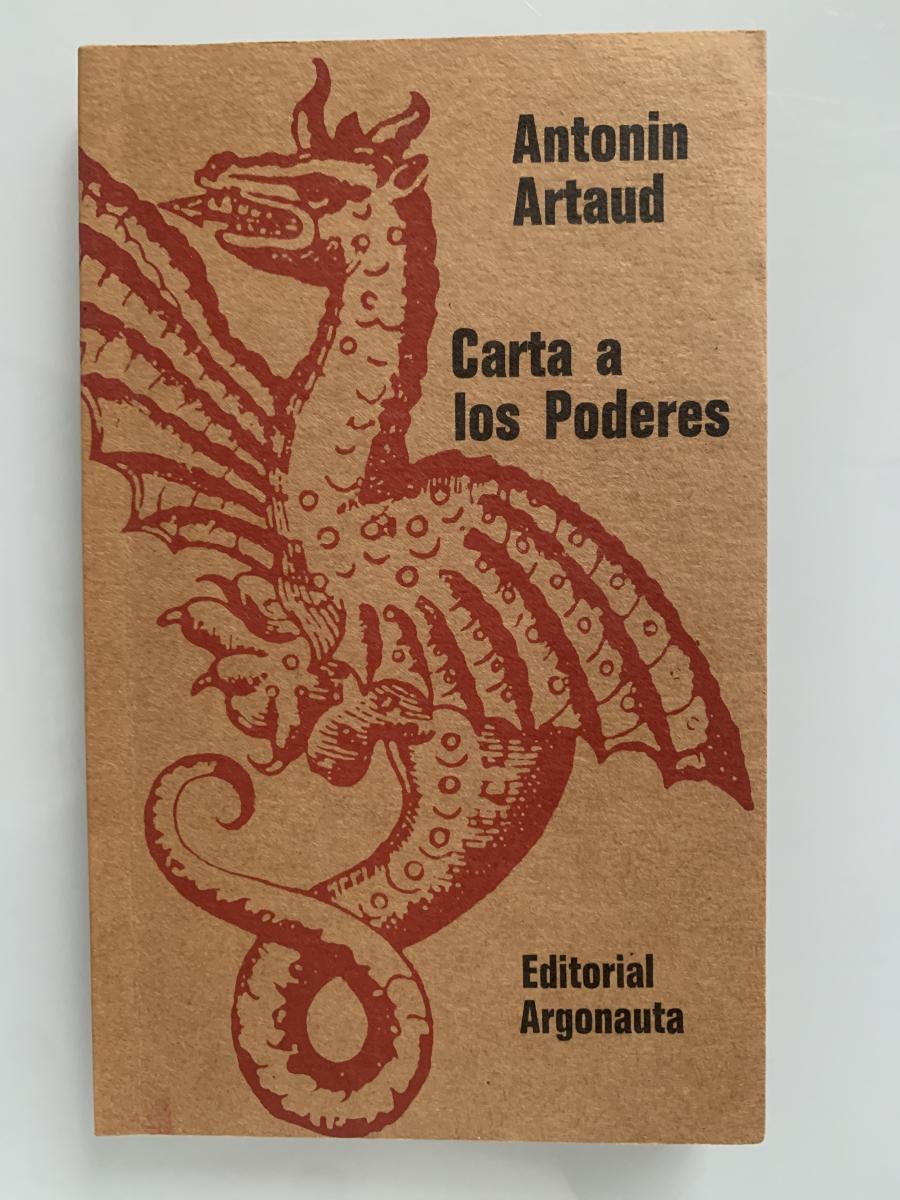 Antonin
Artaud
Carta a
los Poderes
Editorial
Argonauta